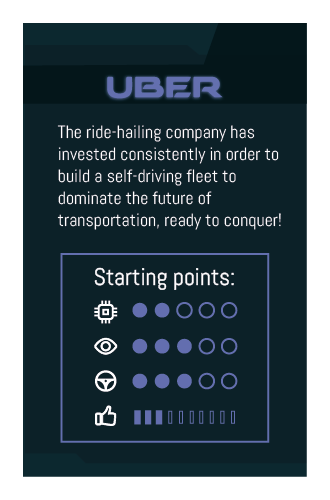 UBER
The ride-hailing company has
invested consistently in order to
build a self-driving fleet to
dominate the future of
transportation, ready to conquer!
Starting points: